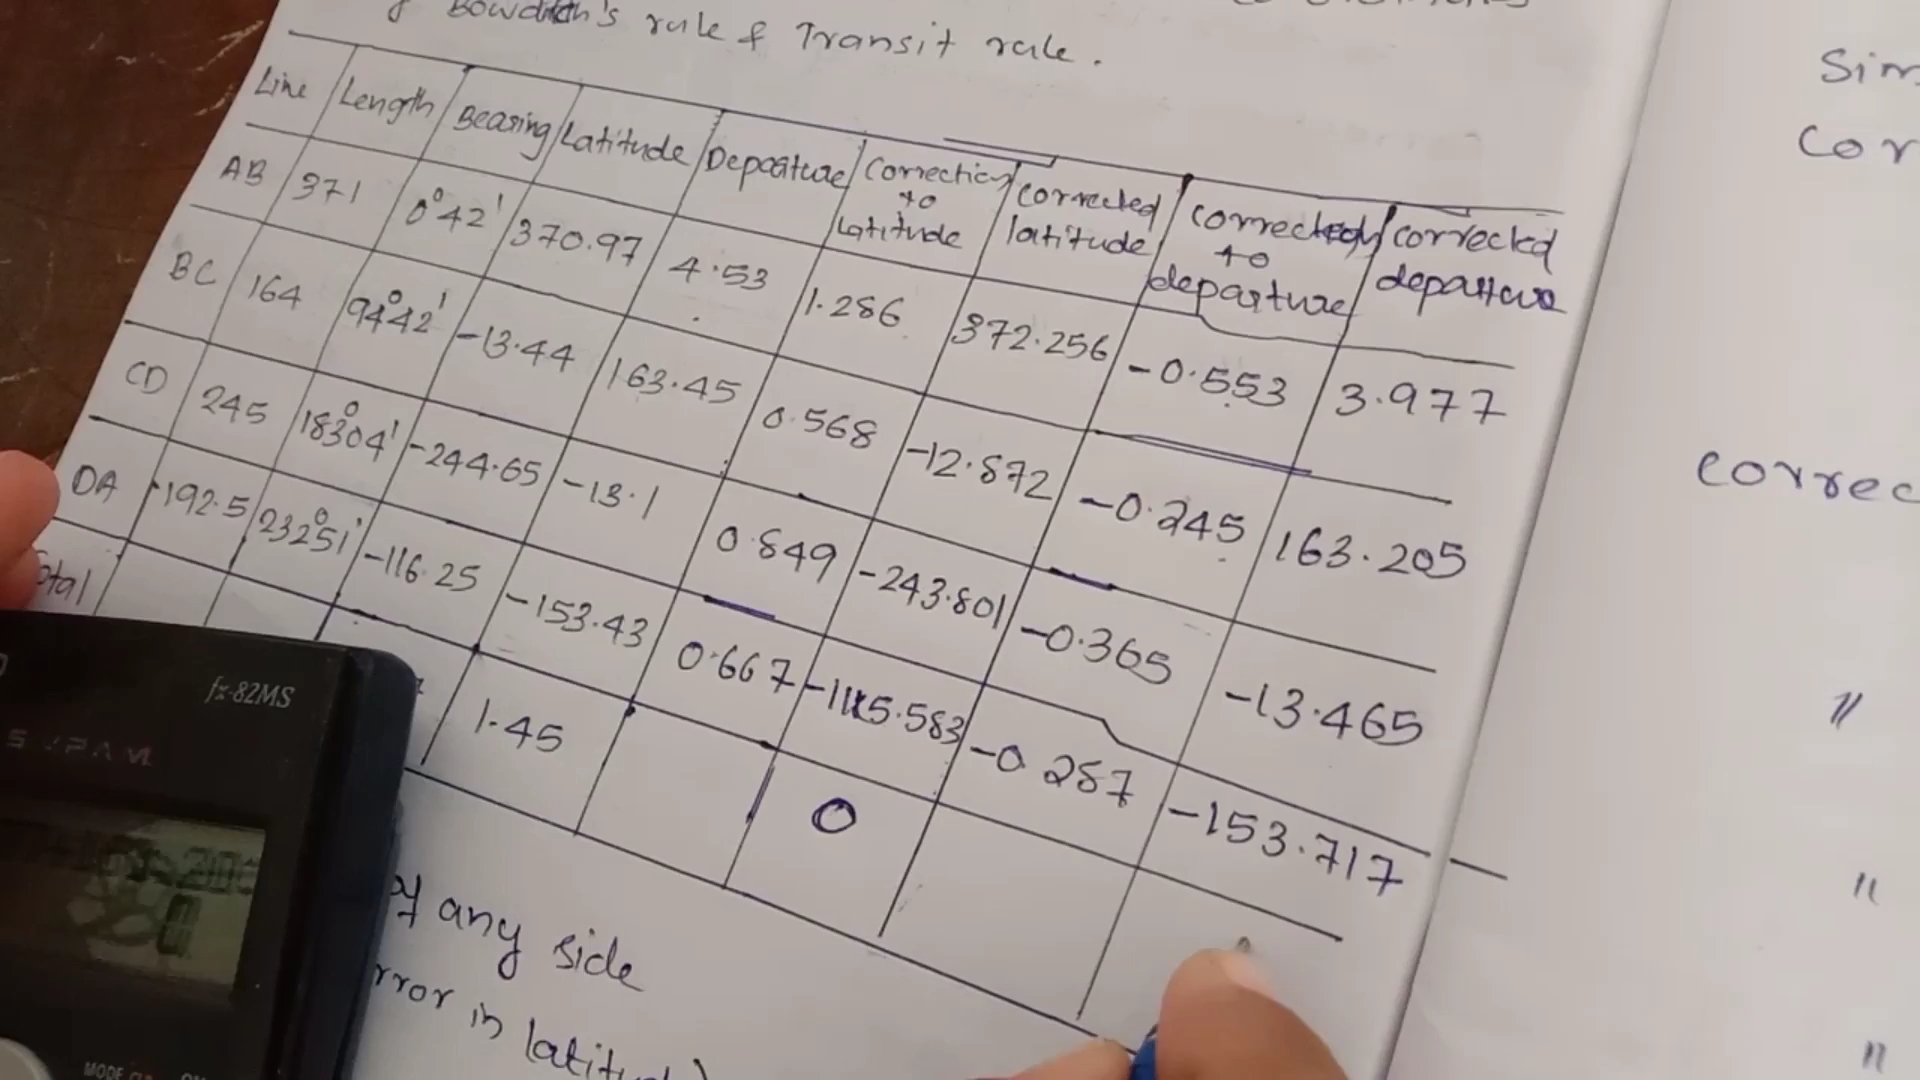 Bowditch's rule & Transit rule.
Line Length Bearing Latitude Departure Correction to Latitude corrected latitude correction to departure corrected departure
AB 371 0°42' 370.97 4.53 1.286 372.256 -0.553 3.977
BC 164 94°42' -13.44 163.45 0.568 -12.872 -0.245 163.205
CD 245 183°04' -244.65 -13.1 0.849 -243.801 -0.365 -13.465
DA 192.5 232°51' -116.25 -153.43 0.667 -115.583 -0.287 -153.717
otal 1.45 0
of any side
rror in latitud
fx-82MS
S-V.P.A.M.
MODE
ON
Sim
Cor
Correc
"
"
"